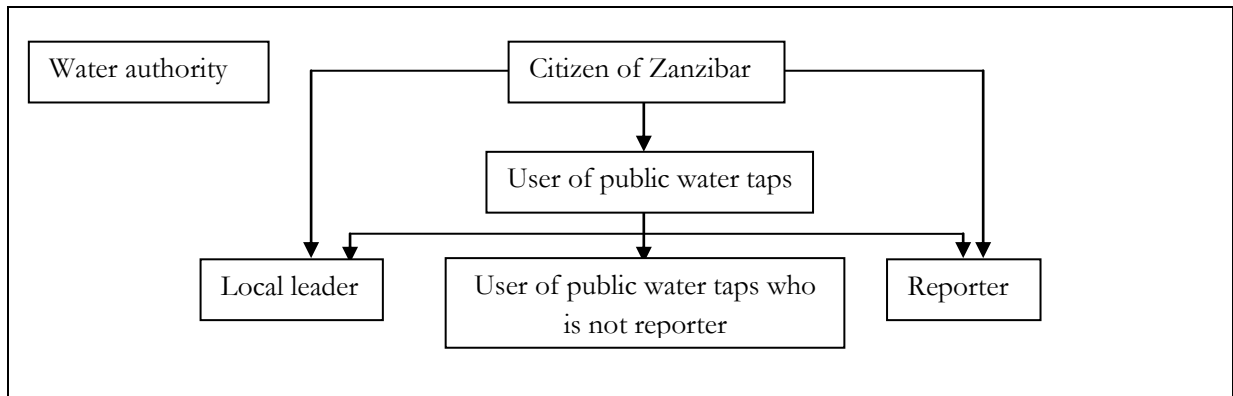 Water authority
Citizen of Zanzibar
User of public water taps
Local leader
User of public water taps who
is not reporter
Reporter